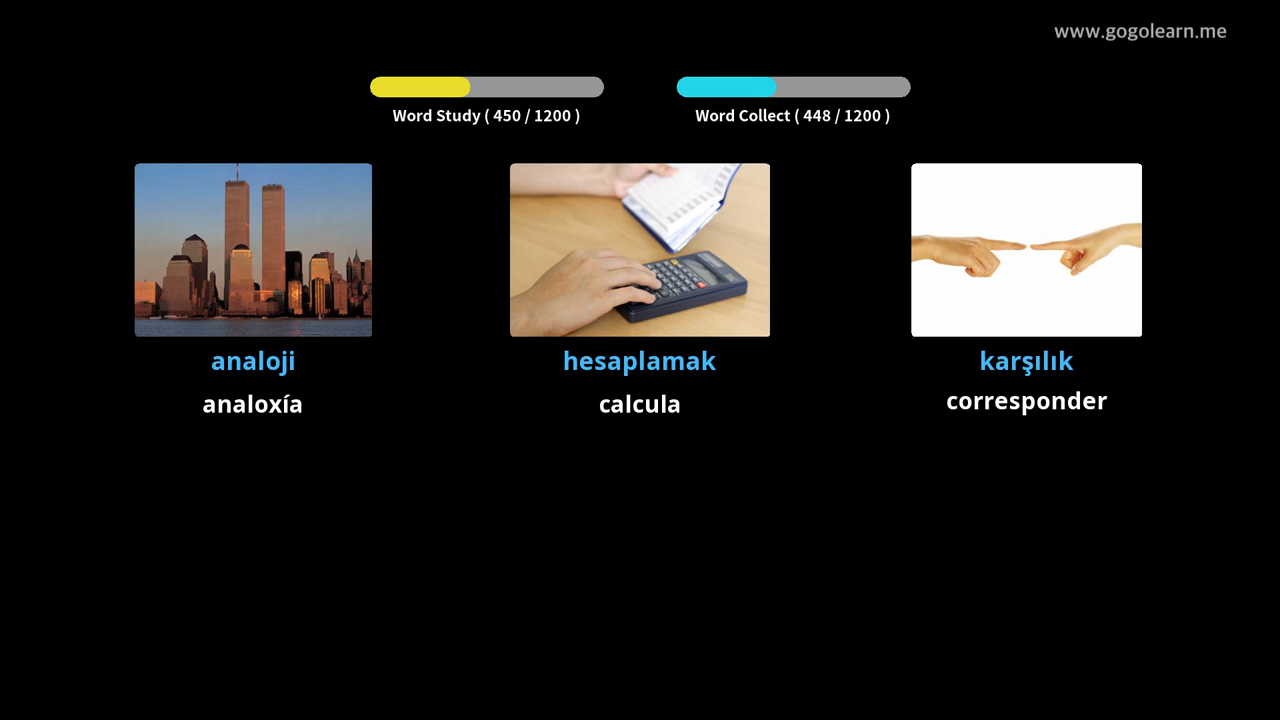 www.gogolearn.me
Word Study ( 450 / 1200 )
Word Collect ( 448 / 1200 )
analoji
hesaplamak
karşılık
analoxía
calcula
corresponder